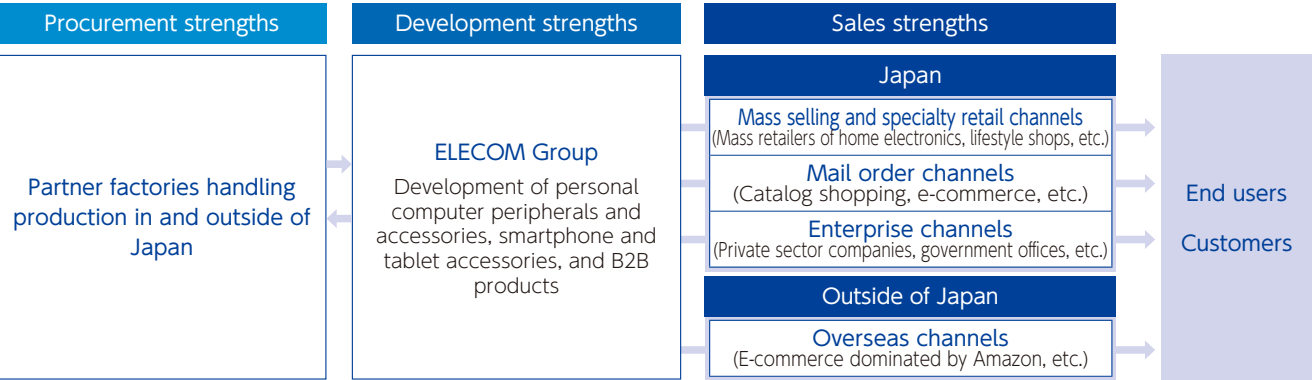 Procurement strengths
Development strengths
Sales strengths
Partner factories handling
production in and outside of
Japan
ELECOM Group
Development of personal
computer peripherals and
accessories, smartphone and
tablet accessories, and B2B
products
Japan
Mass selling and specialty retail channels
(Mass retailers of home electronics, lifestyle shops, etc.)
Mail order channels
(Catalog shopping, e-commerce, etc.)
Enterprise channels
(Private sector companies, government offices, etc.)
Outside of Japan
Overseas channels
(E-commerce dominated by Amazon, etc.)
End users
Customers